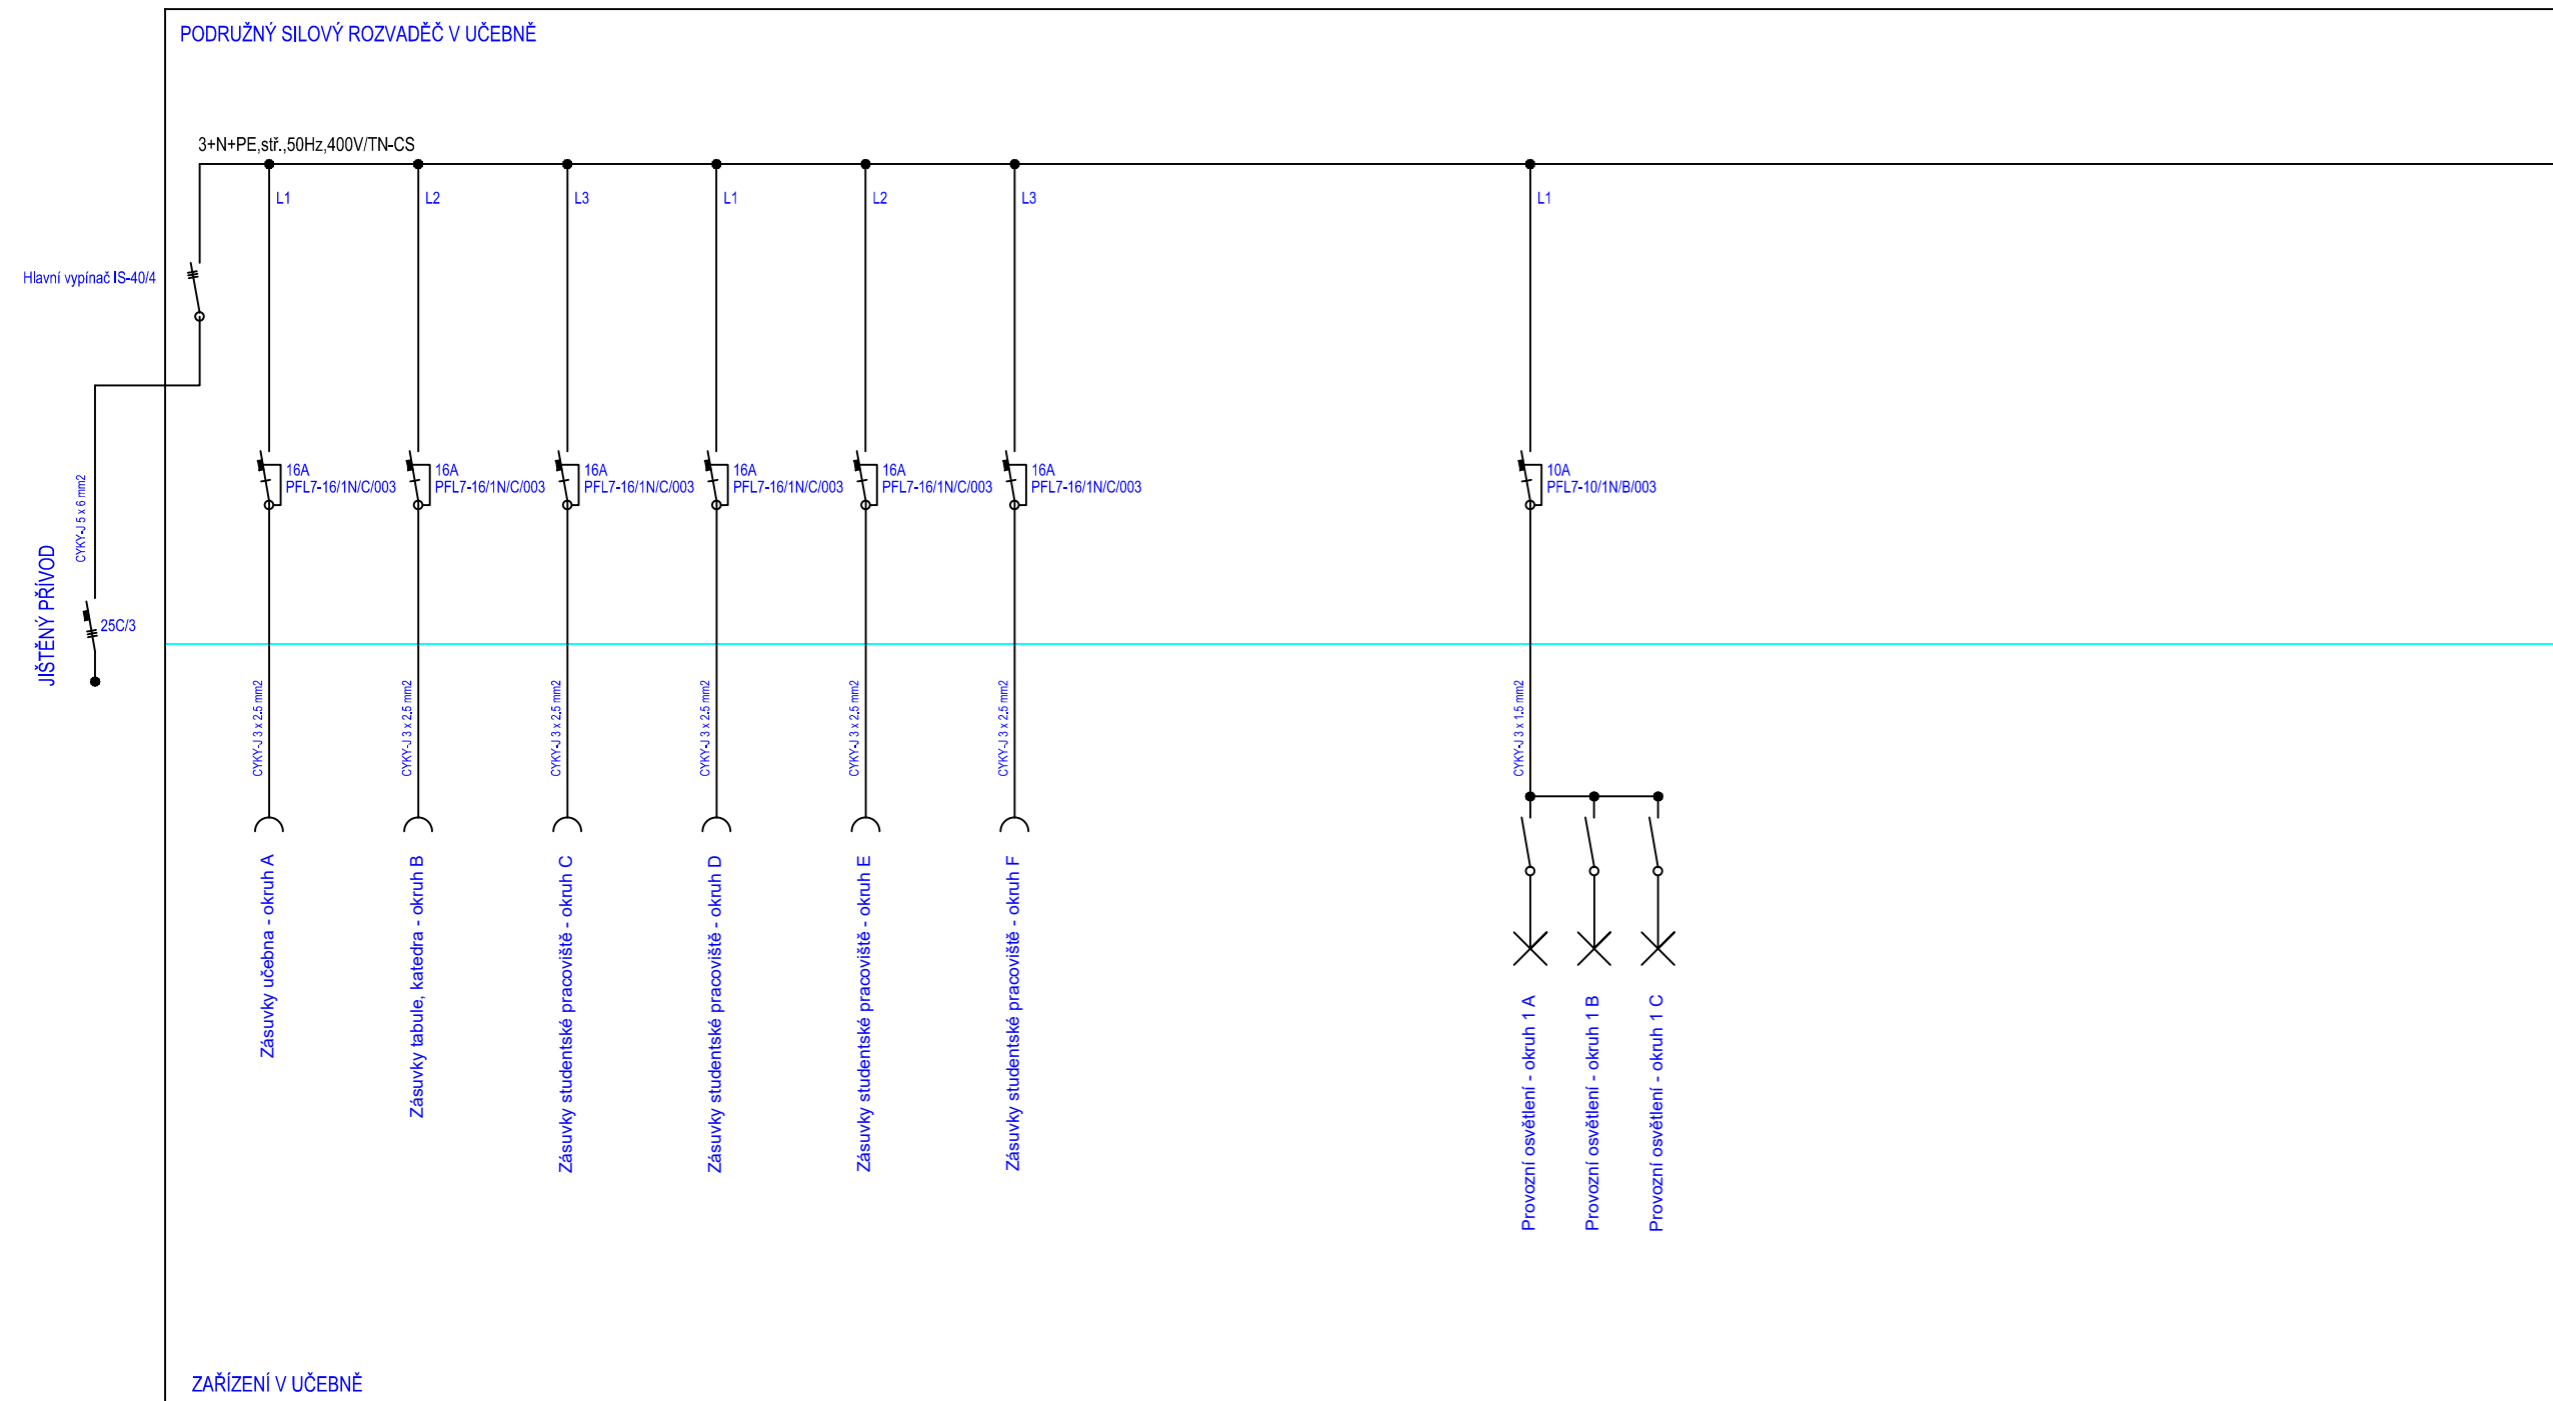 PODRUŽNÝ SILOVÝ ROZVADĚČ V UČEBNĚ
3+N+PE,stř.,50Hz,400V/TN-CS
L1
L2
L3
L1
L2
L3
L1
Hlavní vypínač IS-40/4
16A
PFL7-16/1N/C/003
16A
PFL7-16/1N/C/003
16A
PFL7-16/1N/C/003
16A
PFL7-16/1N/C/003
16A
PFL7-16/1N/C/003
16A
PFL7-16/1N/C/003
10A
PFL7-10/1N/B/003
JIŠTĚNÝ PŘÍVOD
CYKY-J 5 x 6 mm2
25C/3
CYKY-J 3 x 2.5 mm2
CYKY-J 3 x 2.5 mm2
CYKY-J 3 x 2.5 mm2
CYKY-J 3 x 2.5 mm2
CYKY-J 3 x 2.5 mm2
CYKY-J 3 x 2.5 mm2
CYKY-J 3 x 1.5 mm2
Zásuvky učebna - okruh A
Zásuvky tabule, katedra - okruh B
Zásuvky studentské pracoviště - okruh C
Zásuvky studentské pracoviště - okruh D
Zásuvky studentské pracoviště - okruh E
Zásuvky studentské pracoviště - okruh F
Provozní osvětlení - okruh 1 A
Provozní osvětlení - okruh 1 B
Provozní osvětlení - okruh 1 C
ZAŘÍZENÍ V UČEBNĚ